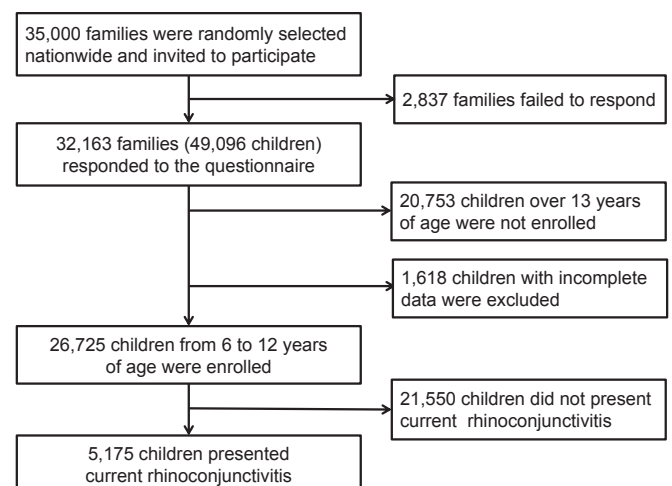 35,000 families were randomly selected
nationwide and invited to participate
2,837 families failed to respond
32,163 families (49,096 children)
responded to the questionnaire
20,753 children over 13 years
of age were not enrolled
1,618 children with incomplete
data were excluded
26,725 children from 6 to 12 years
of age were enrolled
21,550 children did not present
current rhinoconjunctivitis
5,175 children presented
current rhinoconjunctivitis